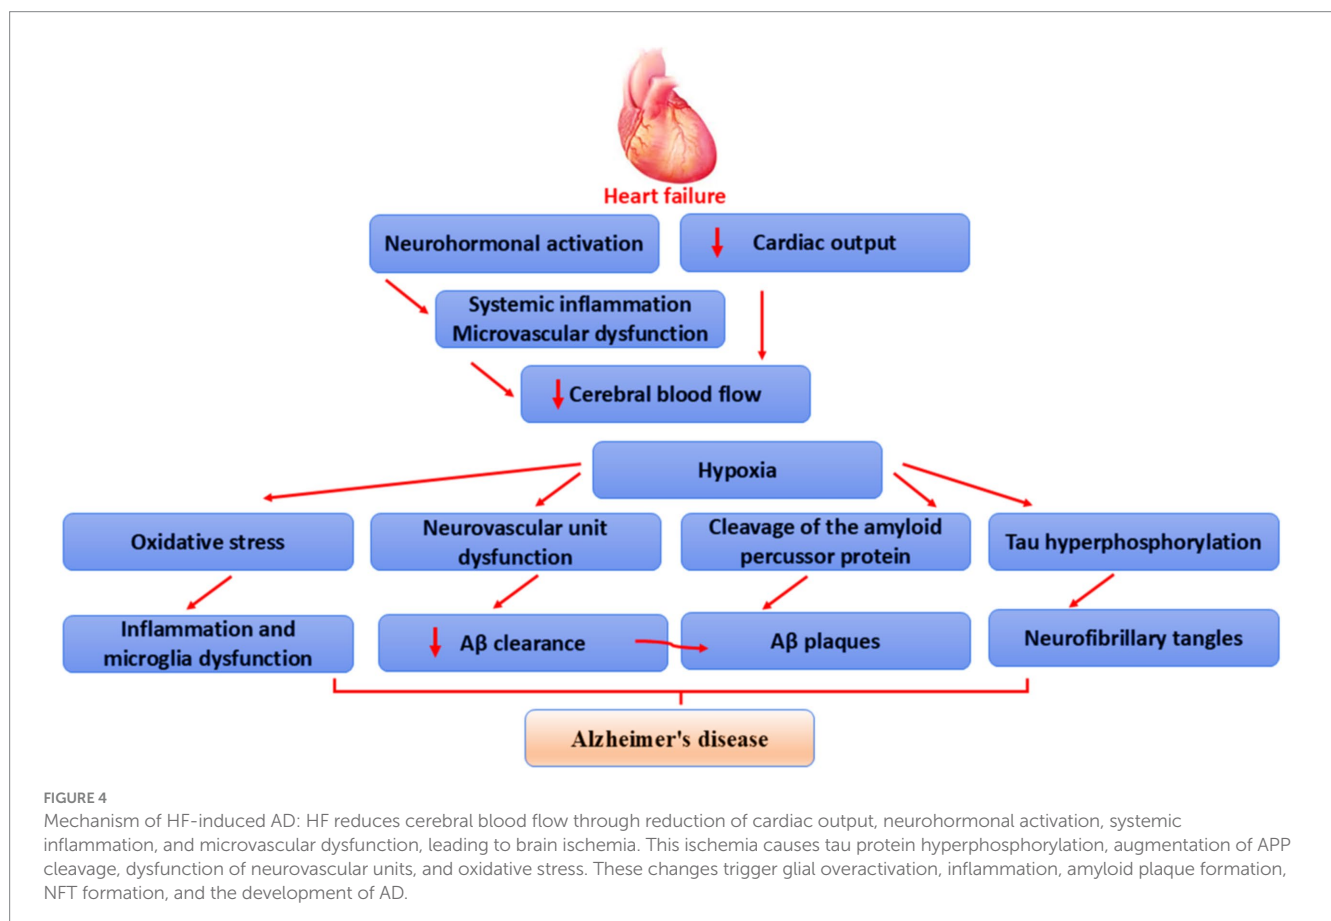 Heart failure
Neurohormonal activation
Cardiac output
Systemic inflammation
Microvascular dysfunction
Cerebral blood flow
Hypoxia
Oxidative stress
Neurovascular unit
dysfunction
Cleavage of the amyloid
percussor protein
Tau hyperphosphorylation
Inflammation and
microglia dysfunction
Aβ clearance
Aβ plaques
Neurofibrillary tangles
Alzheimer's disease
FIGURE 4
Mechanism of HF-induced AD: HF reduces cerebral blood flow through reduction of cardiac output, neurohormonal activation, systemic
inflammation, and microvascular dysfunction, leading to brain ischemia. This ischemia causes tau protein hyperphosphorylation, augmentation of APP
cleavage, dysfunction of neurovascular units, and oxidative stress. These changes trigger glial overactivation, inflammation, amyloid plaque formation,
NFT formation, and the development of AD.